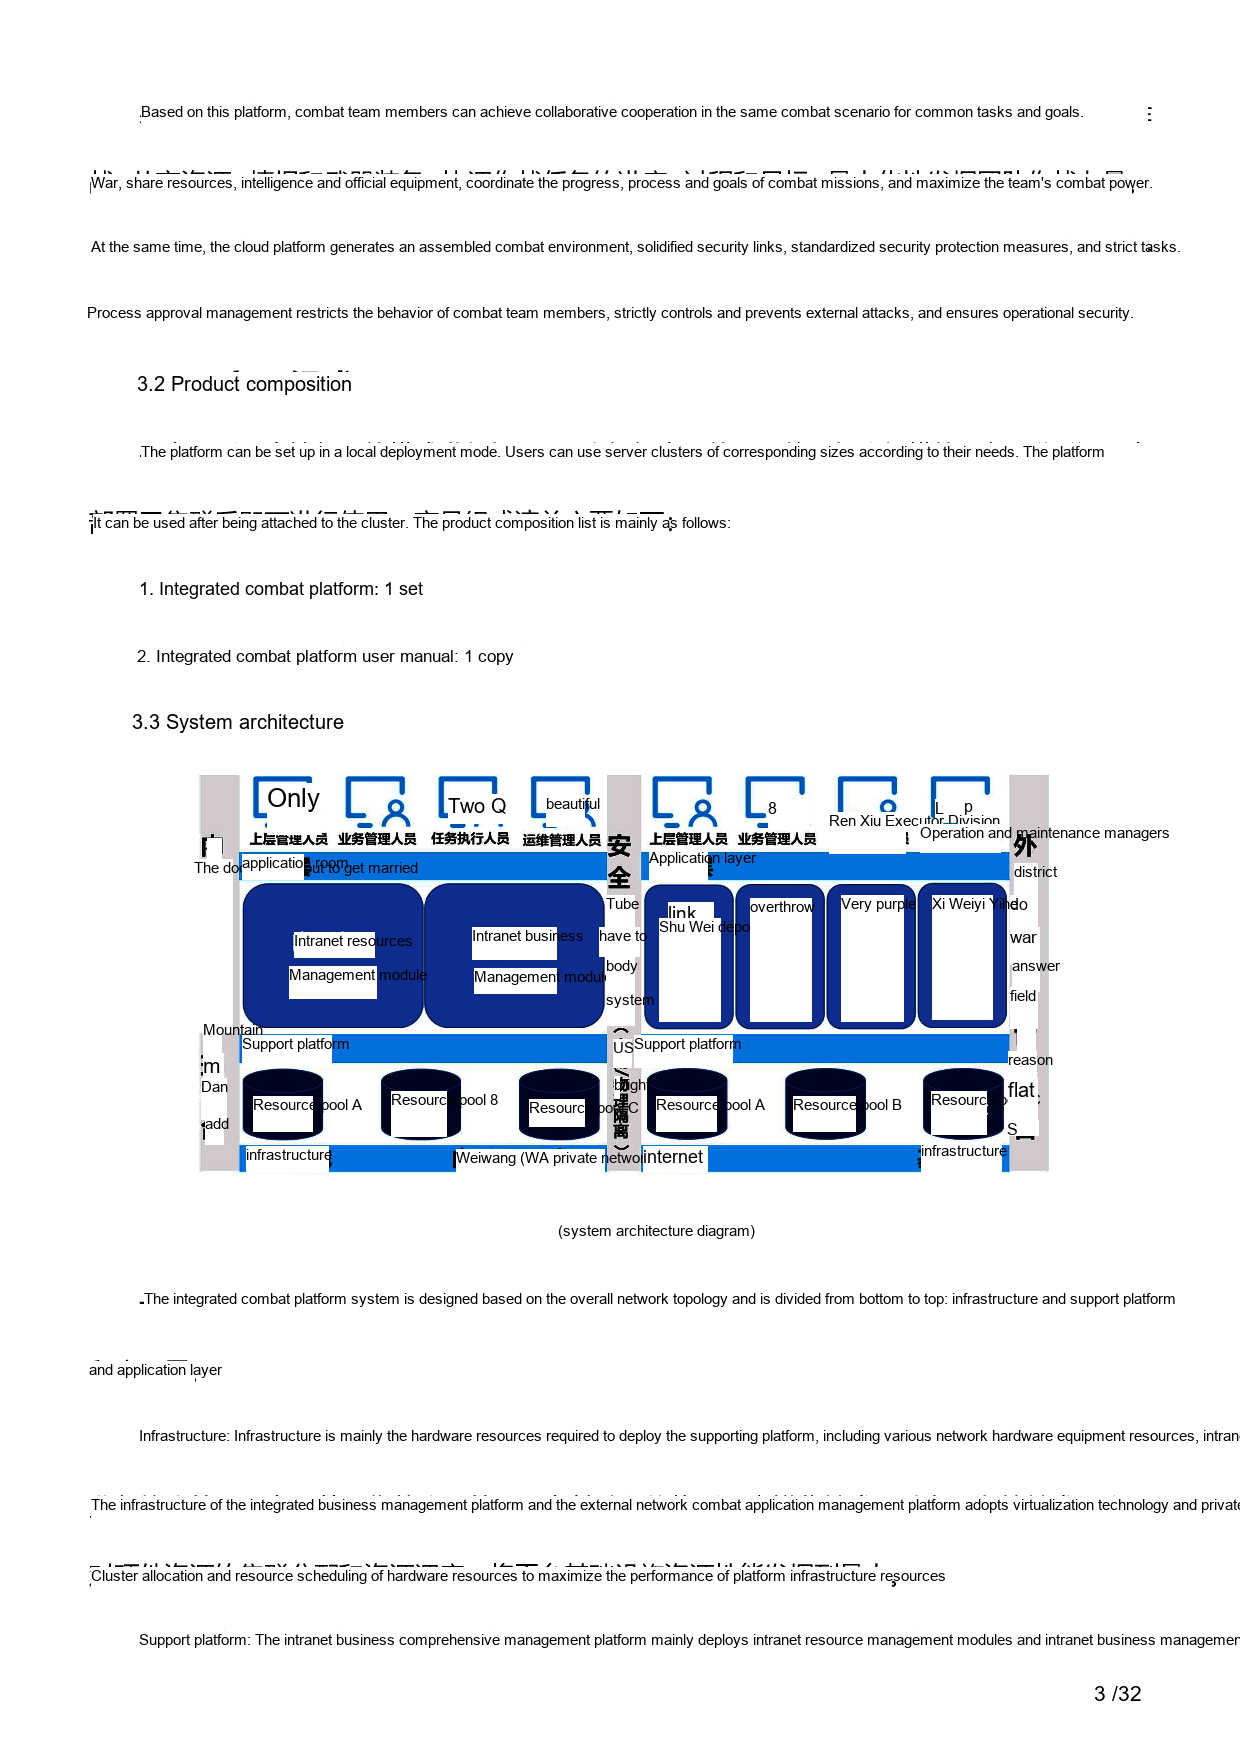 Based on this platform, combat team members can achieve collaborative cooperation in the same combat scenario for common tasks and goals.
War, share resources, intelligence and official equipment, coordinate the progress, process and goals of combat missions, and maximize the team's combat power.
At the same time, the cloud platform generates an assembled combat environment, solidified security links, standardized security protection measures, and strict tasks.
Process approval management restricts the behavior of combat team members, strictly controls and prevents external attacks, and ensures operational security.
3.2 Product composition
The platform can be set up in a local deployment mode. Users can use server clusters of corresponding sizes according to their needs. The platform
It can be used after being attached to the cluster. The product composition list is mainly as follows:
1. Integrated combat platform: 1 set
2. Integrated combat platform user manual: 1 copy
3.3 System architecture
Only
Two Q
beautiful
8
Ren Xiu Executor Division
L p
Operation and maintenance managers
上层管理人员 业务管理人员 任务执行人员 运维管理人员
上层管理人员 业务管理人员
安全
外
application room
out to get married
Application layer
district
Tube
have to
body
system
link
Shu Wei depo
overthrow
Very purple
Xi Weiyi Yihe
do
war
answer
field
Intranet resources
Management module
Intranet business
Management modul
Mountain
Support platform
US
Support platform
reason
m
Dan
add
flat
S
Resource pool A
Resource pool 8
Resource pool C
理隔离）
Resource pool A
Resource pool B
infrastructure
Weiwang (WA private networ
internet
infrastructure
(system architecture diagram)
The integrated combat platform system is designed based on the overall network topology and is divided from bottom to top: infrastructure and support platform
and application layer
Infrastructure: Infrastructure is mainly the hardware resources required to deploy the supporting platform, including various network hardware equipment resources, intran
The infrastructure of the integrated business management platform and the external network combat application management platform adopts virtualization technology and private
Cluster allocation and resource scheduling of hardware resources to maximize the performance of platform infrastructure resources
Support platform: The intranet business comprehensive management platform mainly deploys intranet resource management modules and intranet business managemen
3 /32